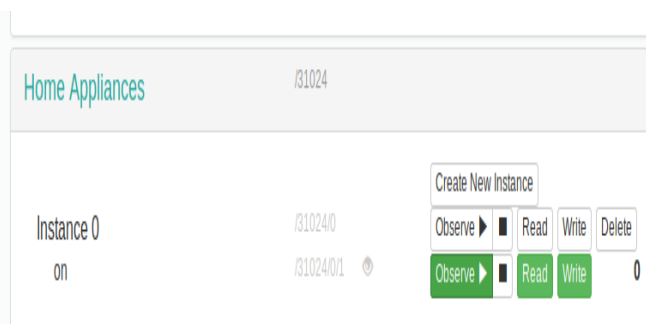 Home Appliances /31024
Create New Instance
Instance 0 /31024/0 Observe Read Write Delete
on /31024/0/1 Observe Read Write 0